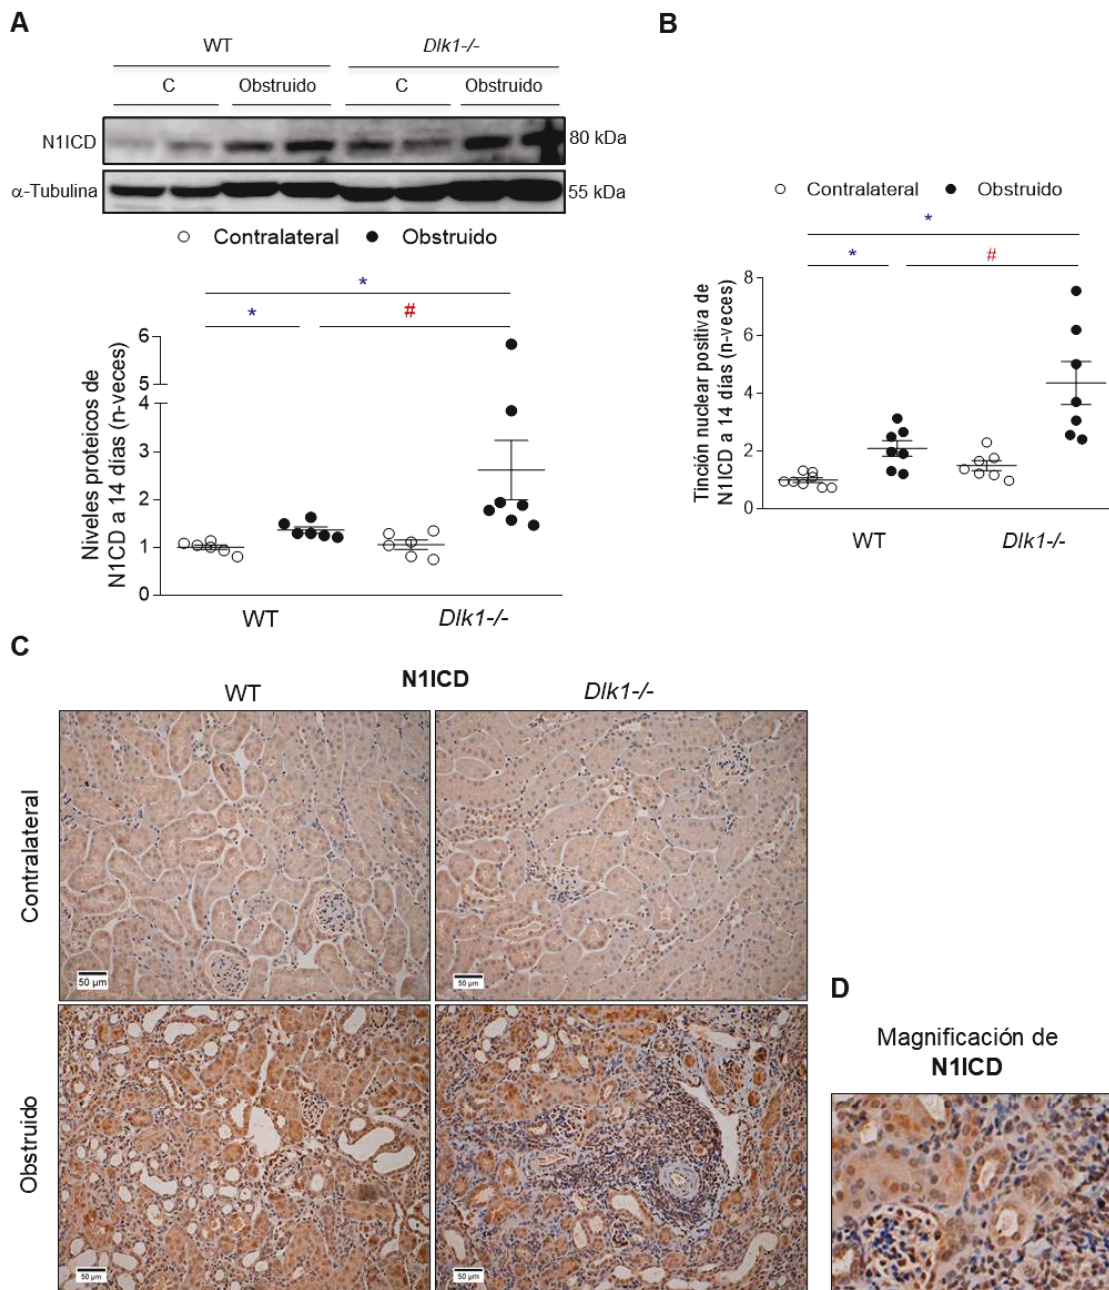 A
WT Dlk1-/-
C Obstruido C Obstruido
N1ICD 80 kDa
α-Tubulina 55 kDa
Contralateral Obstruido
* 
* #
Niveles proteicos de
N1CD a 14 días (n-veces)
6
5
4
3
2
1
0
WT Dlk1-/-
B
Contralateral Obstruido
*
* #
Tinción nuclear positiva de
N1ICD a 14 días (n-veces)
8
6
4
2
0
WT Dlk1-/-
C
N1ICD
WT Dlk1-/-
Contralateral
50 µm
50 µm
Obstruido
50 µm
50 µm
D
Magnificación de
N1ICD